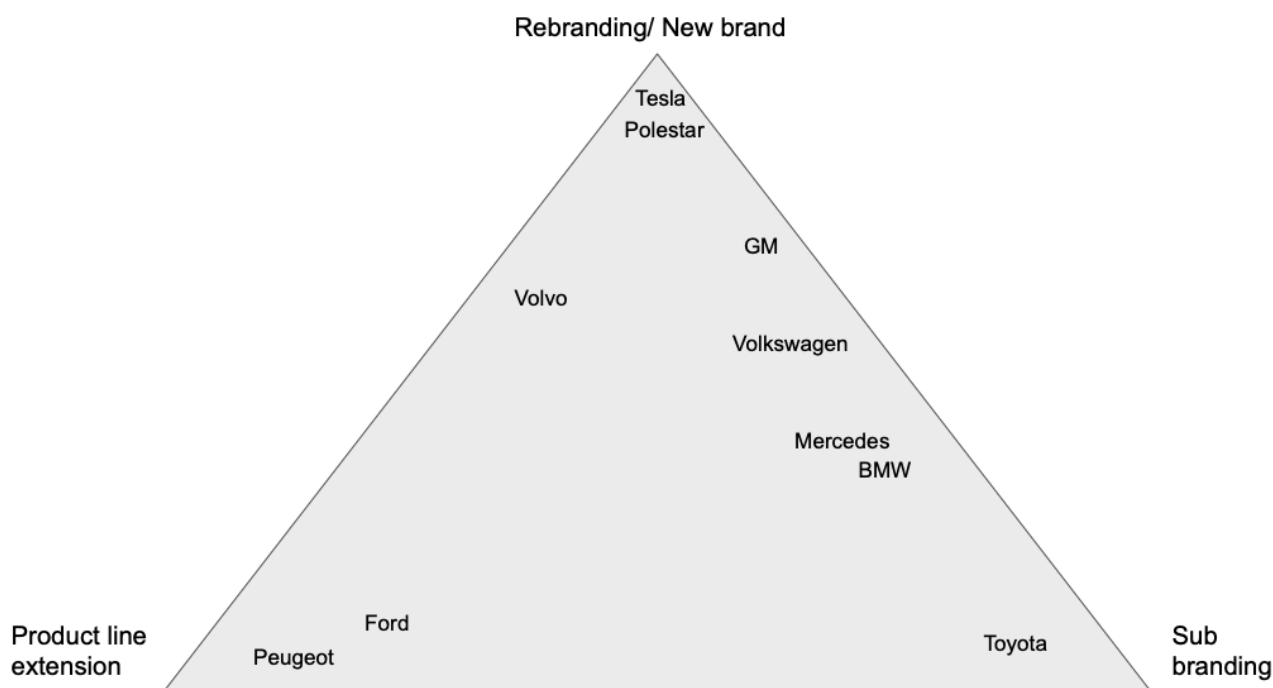 Rebranding/ New brand
Tesla
Polestar
GM
Volvo
Volkswagen
Mercedes
BMW
Ford
Peugeot
Product line
extension
Toyota
Sub
branding